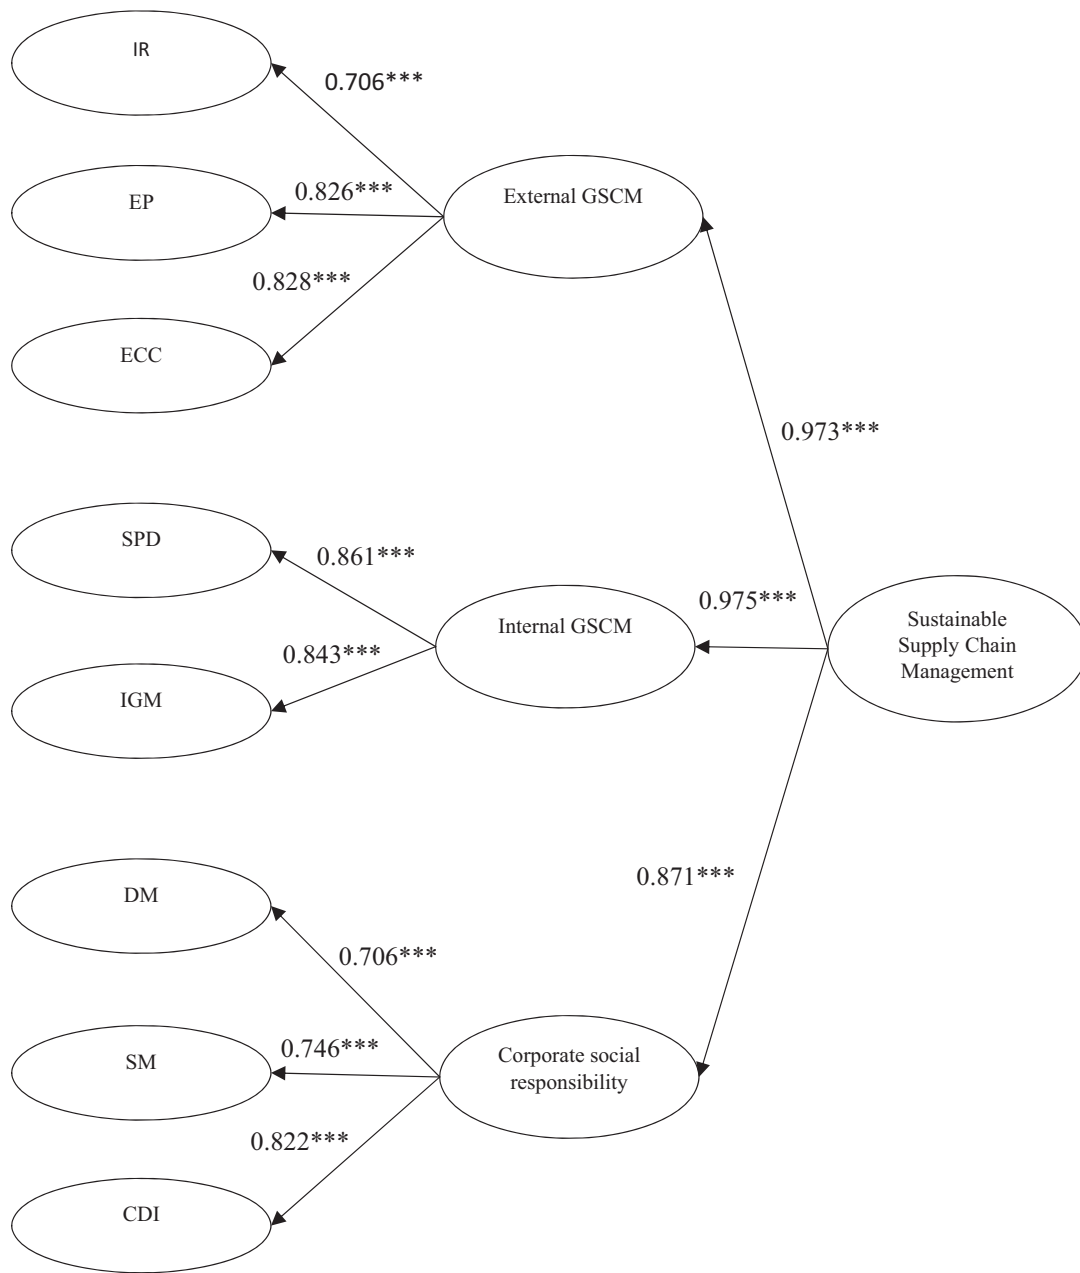 IR
0.706***
0.826***
EP
External GSCM
0.828***
ECC
0.973***
SPD
0.861***
0.975***
Internal GSCM
Sustainable
Supply Chain
Management
0.843***
IGM
0.871***
DM
0.706***
0.746***
SM
Corporate social
responsibility
0.822***
CDI